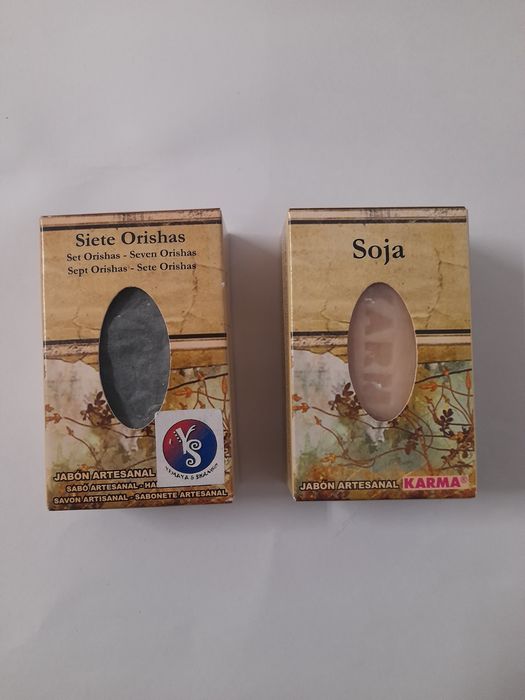 Siete Orishas
Set Orishas - Seven Orishas
Sept Orishas - Sete Orishas
JABÓN ARTESANAL
SABÓ ARTESANAL -
SAVON ARTISANAL - SABONETE ARTESANAL
Soja
JABÓN ARTESANAL KARMA®